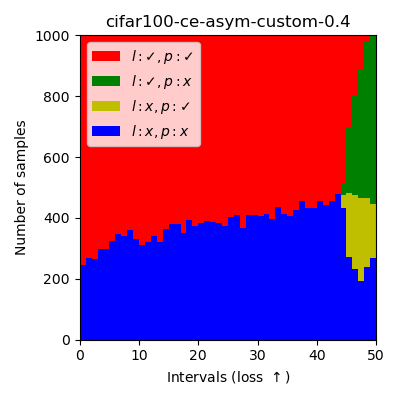 cifar100-ce-asym-custom-0.4
1000
800
600
400
200
0
Number of samples
l:✓,p:✓
l:✓,p:x
l:x,p:✓
l:x,p:x
0 10 20 30 40 50
Intervals (loss ↑)